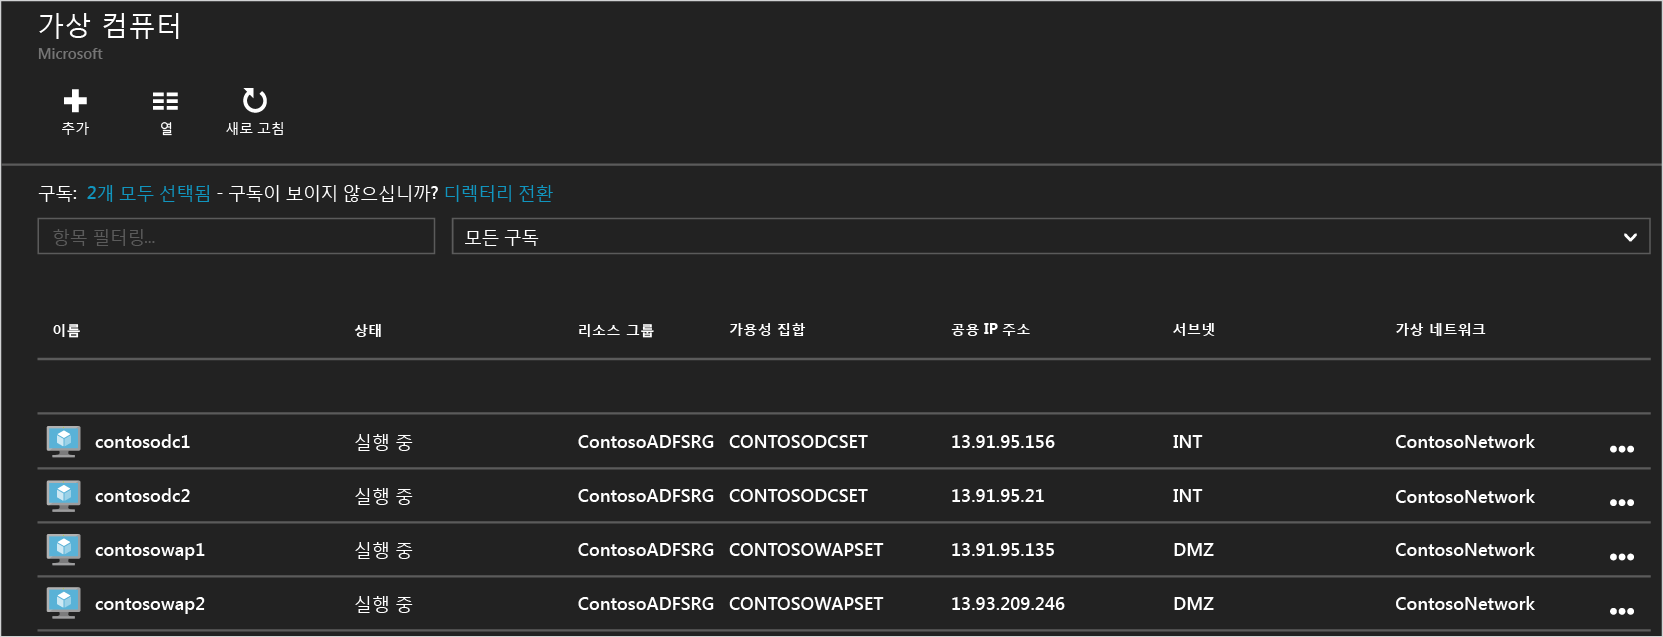 가상 컴퓨터
Microsoft
추가 열 새로 고침
구독: 2개 모두 선택됨 - 구독이 보이지 않으십니까? 디렉터리 전환
항목 필터링... 모든 구독
이름 상태 리소스 그룹 가용성 집합 공용 IP 주소 서브넷 가상 네트워크
contosodc1 실행 중 ContosoADFSRG CONTOSODCSET 13.91.95.156 INT ContosoNetwork
contosodc2 실행 중 ContosoADFSRG CONTOSODCSET 13.91.95.21 INT ContosoNetwork
contosowap1 실행 중 ContosoADFSRG CONTOSOWAPSET 13.91.95.135 DMZ ContosoNetwork
contosowap2 실행 중 ContosoADFSRG CONTOSOWAPSET 13.93.209.246 DMZ ContosoNetwork